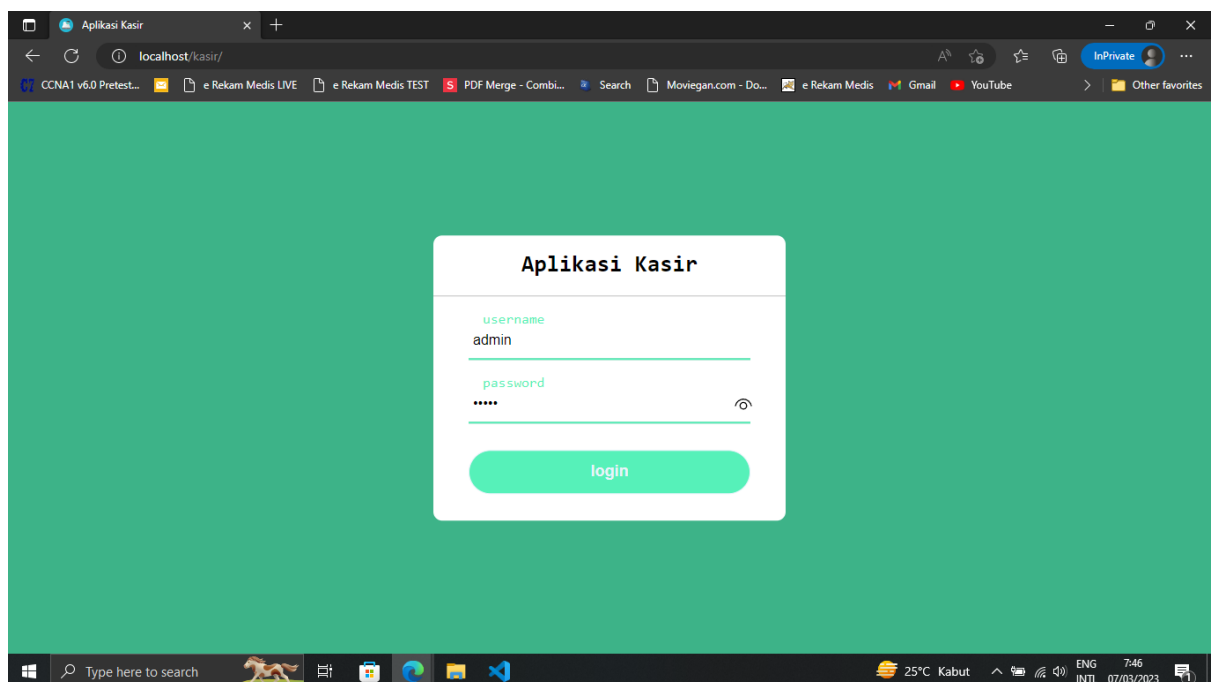 Aplikasi Kasir
localhost/kasir/
InPrivate
CCNA1 v6.0 Pretest...
e Rekam Medis LIVE
e Rekam Medis TEST
PDF Merge - Combi...
Search
Moviegan.com - Do...
e Rekam Medis
Gmail
YouTube
Other favorites
Aplikasi Kasir
username
admin
password
•••••
login
Type here to search
25°C Kabut
ENG
INTL
7:46
07/03/2023
1